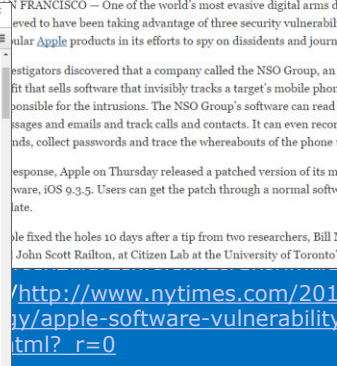 N FRANCISCO — One of the world's most evasive digital arms d
ieved to have been taking advantage of three security vulnerabil
ular Apple products in its efforts to spy on dissidents and journ
estigators discovered that a company called the NSO Group, an
fit that sells software that invisibly tracks a target's mobile phon
ponsible for the intrusions. The NSO Group's software can read
ssages and emails and track calls and contacts. It can even recor
nds, collect passwords and trace the whereabouts of the phone
esponse, Apple on Thursday released a patched version of its m
ware, iOS 9.3.5. Users can get the patch through a normal softw
late.
ple fixed the holes 10 days after a tip from two researchers, Bill M
John Scott Railton, at Citizen Lab at the University of Toronto'
/http://www.nytimes.com/201
gy/apple-software-vulnerability
tml?_r=0